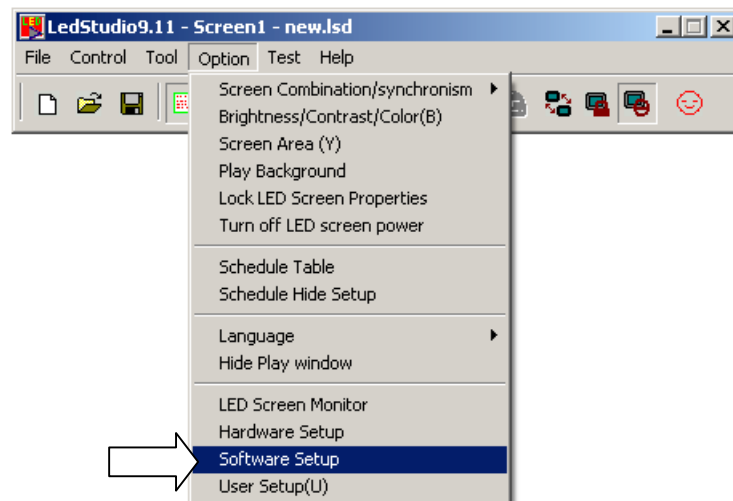 LedStudio9.11 - Screen1 - new.lsd
File Control Tool Option Test Help
Screen Combination/synchronism
Brightness/Contrast/Color(B)
Screen Area (Y)
Play Background
Lock LED Screen Properties
Turn off LED screen power
Schedule Table
Schedule Hide Setup
Language
Hide Play window
LED Screen Monitor
Hardware Setup
Software Setup
User Setup(U)